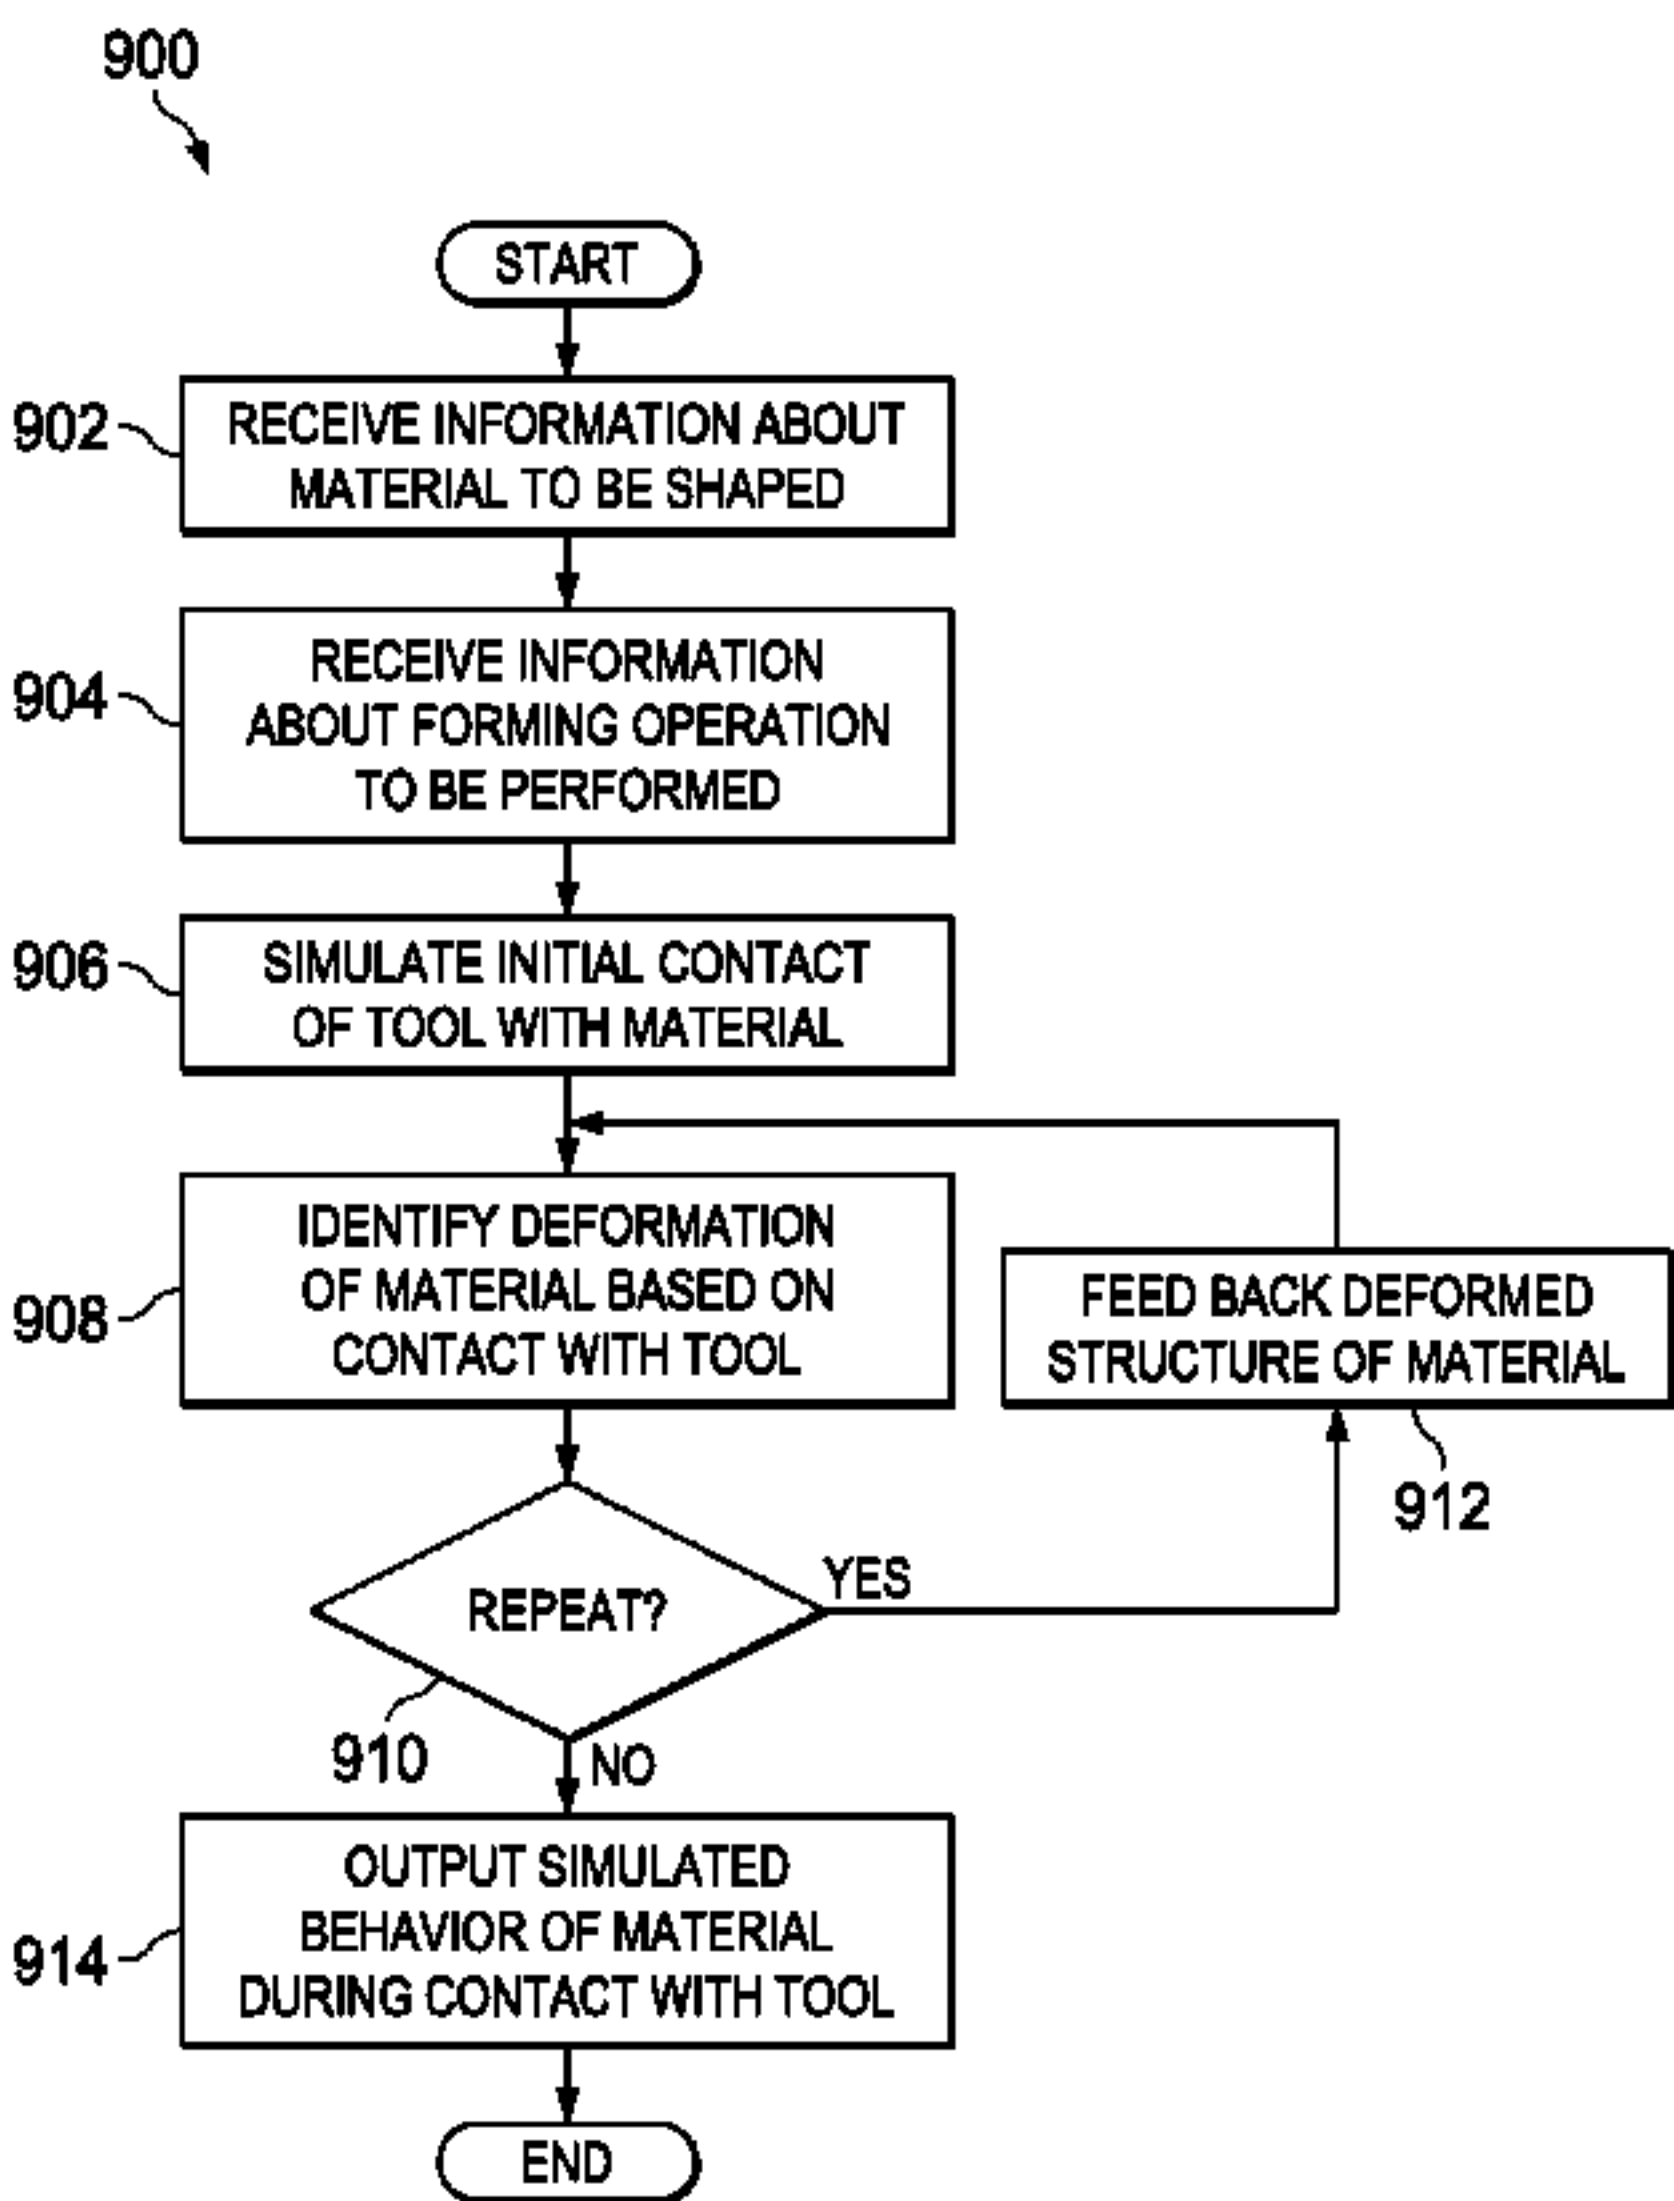 900
START
902
RECEIVE INFORMATION ABOUT
MATERIAL TO BE SHAPED
904
RECEIVE INFORMATION
ABOUT FORMING OPERATION
TO BE PERFORMED
906
SIMULATE INITIAL CONTACT
OF TOOL WITH MATERIAL
908
IDENTIFY DEFORMATION
OF MATERIAL BASED ON
CONTACT WITH TOOL
FEED BACK DEFORMED
STRUCTURE OF MATERIAL
912
REPEAT?
YES
910
NO
914
OUTPUT SIMULATED
BEHAVIOR OF MATERIAL
DURING CONTACT WITH TOOL
END